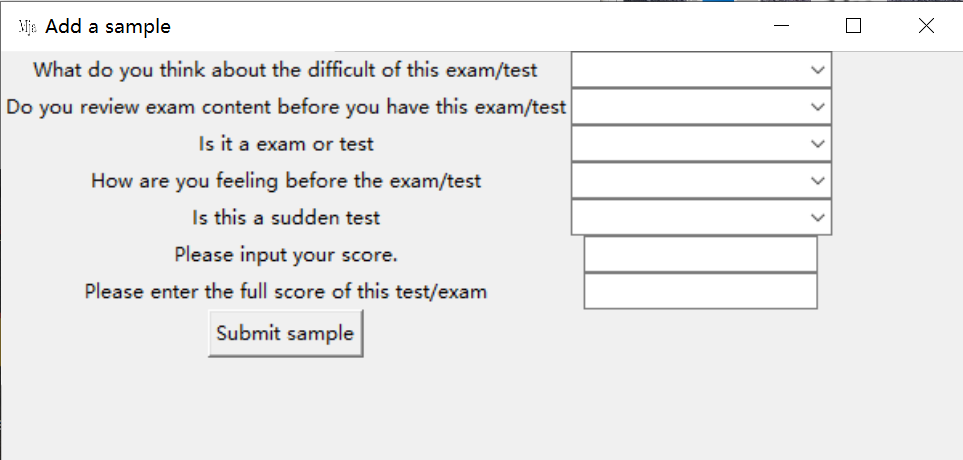 Mjs Add a sample
What do you think about the difficult of this exam/test
Do you review exam content before you have this exam/test
Is it a exam or test
How are you feeling before the exam/test
Is this a sudden test
Please input your score.
Please enter the full score of this test/exam
Submit sample